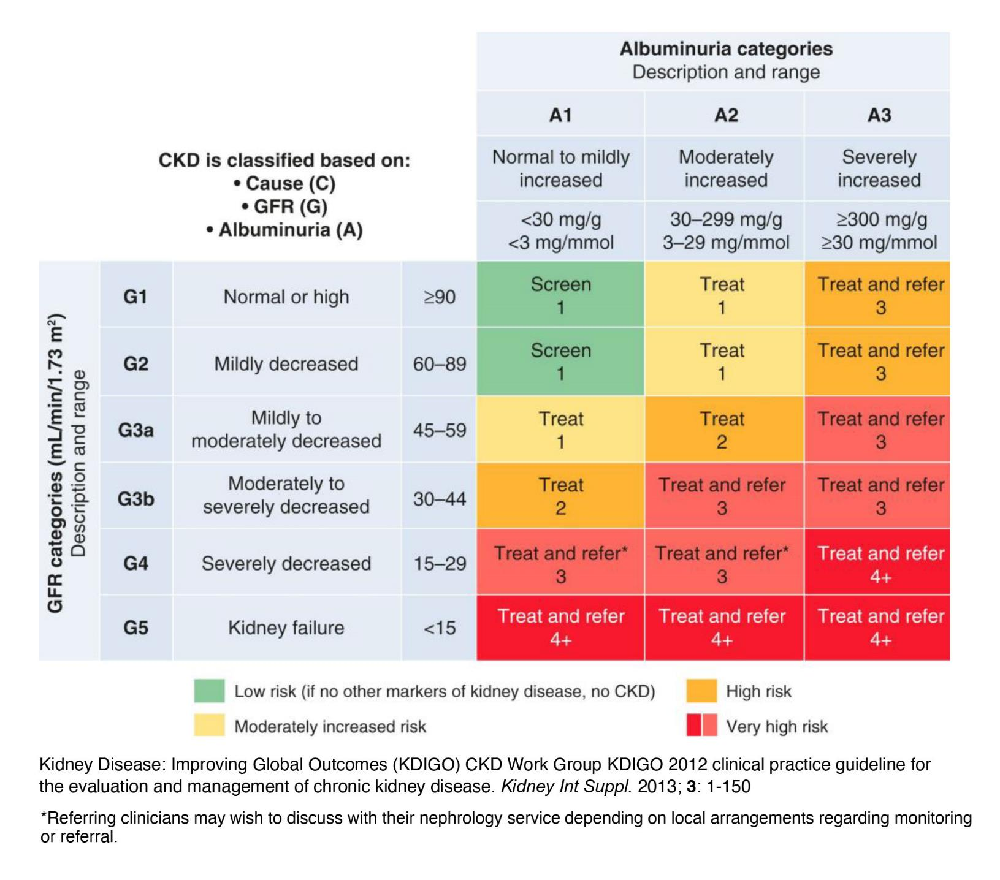 Albuminuria categories
Description and range
A1 A2 A3
CKD is classified based on:
• Cause (C)
• GFR (G)
• Albuminuria (A)
Normal to mildly
increased
Moderately
increased
Severely
increased
<30 mg/g
<3 mg/mmol
30–299 mg/g
3–29 mg/mmol
≥300 mg/g
≥30 mg/mmol
GFR categories (mL/min/1.73 m²)
Description and range
G1 Normal or high ≥90
Screen
1
Treat
1
Treat and refer
3
G2 Mildly decreased 60–89
Screen
1
Treat
1
Treat and refer
3
G3a
Mildly to
moderately decreased
45–59
Treat
1
Treat
2
Treat and refer
3
G3b
Moderately to
severely decreased
30–44
Treat
2
Treat and refer
3
Treat and refer
3
G4 Severely decreased 15–29
Treat and refer*
3
Treat and refer*
3
Treat and refer
4+
G5 Kidney failure <15
Treat and refer
4+
Treat and refer
4+
Treat and refer
4+
Low risk (if no other markers of kidney disease, no CKD)
High risk
Moderately increased risk
Very high risk
Kidney Disease: Improving Global Outcomes (KDIGO) CKD Work Group KDIGO 2012 clinical practice guideline for
the evaluation and management of chronic kidney disease. Kidney Int Suppl. 2013; 3: 1-150
*Referring clinicians may wish to discuss with their nephrology service depending on local arrangements regarding monitoring
or referral.